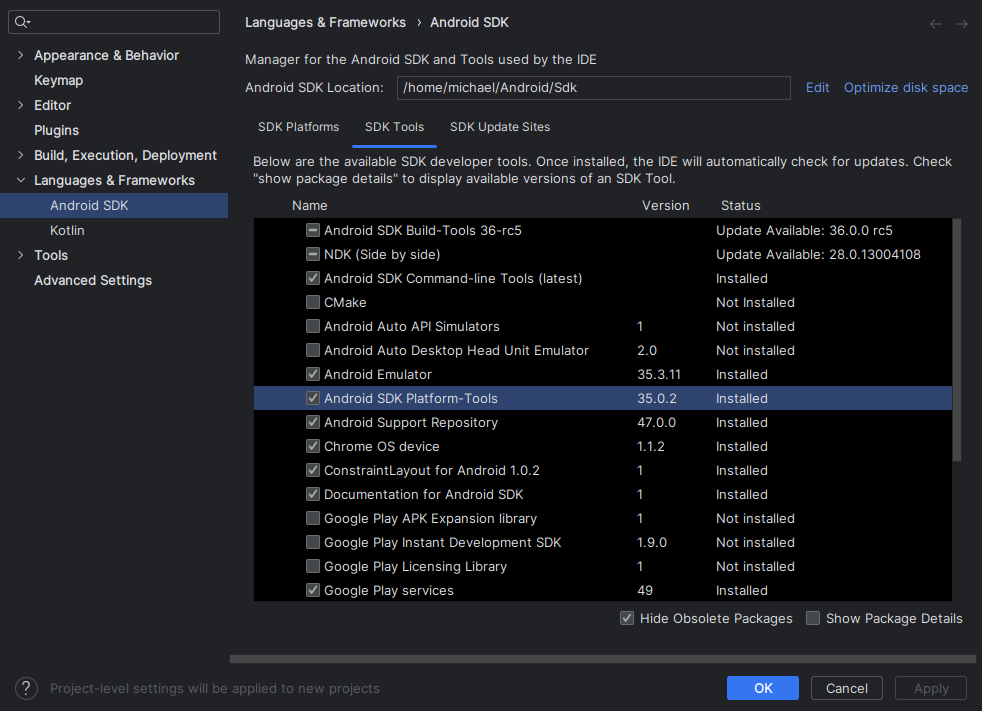 Languages & Frameworks › Android SDK
Appearance & Behavior
Keymap
Editor
Plugins
Build, Execution, Deployment
Languages & Frameworks
Android SDK
Kotlin
Tools
Advanced Settings
Manager for the Android SDK and Tools used by the IDE
Android SDK Location: /home/michael/Android/Sdk Edit Optimize disk space
SDK Platforms SDK Tools SDK Update Sites
Below are the available SDK developer tools. Once installed, the IDE will automatically check for updates. Check
"show package details" to display available versions of an SDK Tool.
Name Version Status
Android SDK Build-Tools 36-rc5 Update Available: 36.0.0 rc5
NDK (Side by side) Update Available: 28.0.13004108
Android SDK Command-line Tools (latest) Installed
CMake Not Installed
Android Auto API Simulators 1 Not installed
Android Auto Desktop Head Unit Emulator 2.0 Not installed
Android Emulator 35.3.11 Installed
Android SDK Platform-Tools 35.0.2 Installed
Android Support Repository 47.0.0 Installed
Chrome OS device 1.1.2 Installed
ConstraintLayout for Android 1.0.2 1 Installed
Documentation for Android SDK 1 Installed
Google Play APK Expansion library 1 Not installed
Google Play Instant Development SDK 1.9.0 Not installed
Google Play Licensing Library 1 Not installed
Google Play services 49 Installed
Hide Obsolete Packages Show Package Details
? Project-level settings will be applied to new projects OK Cancel Apply